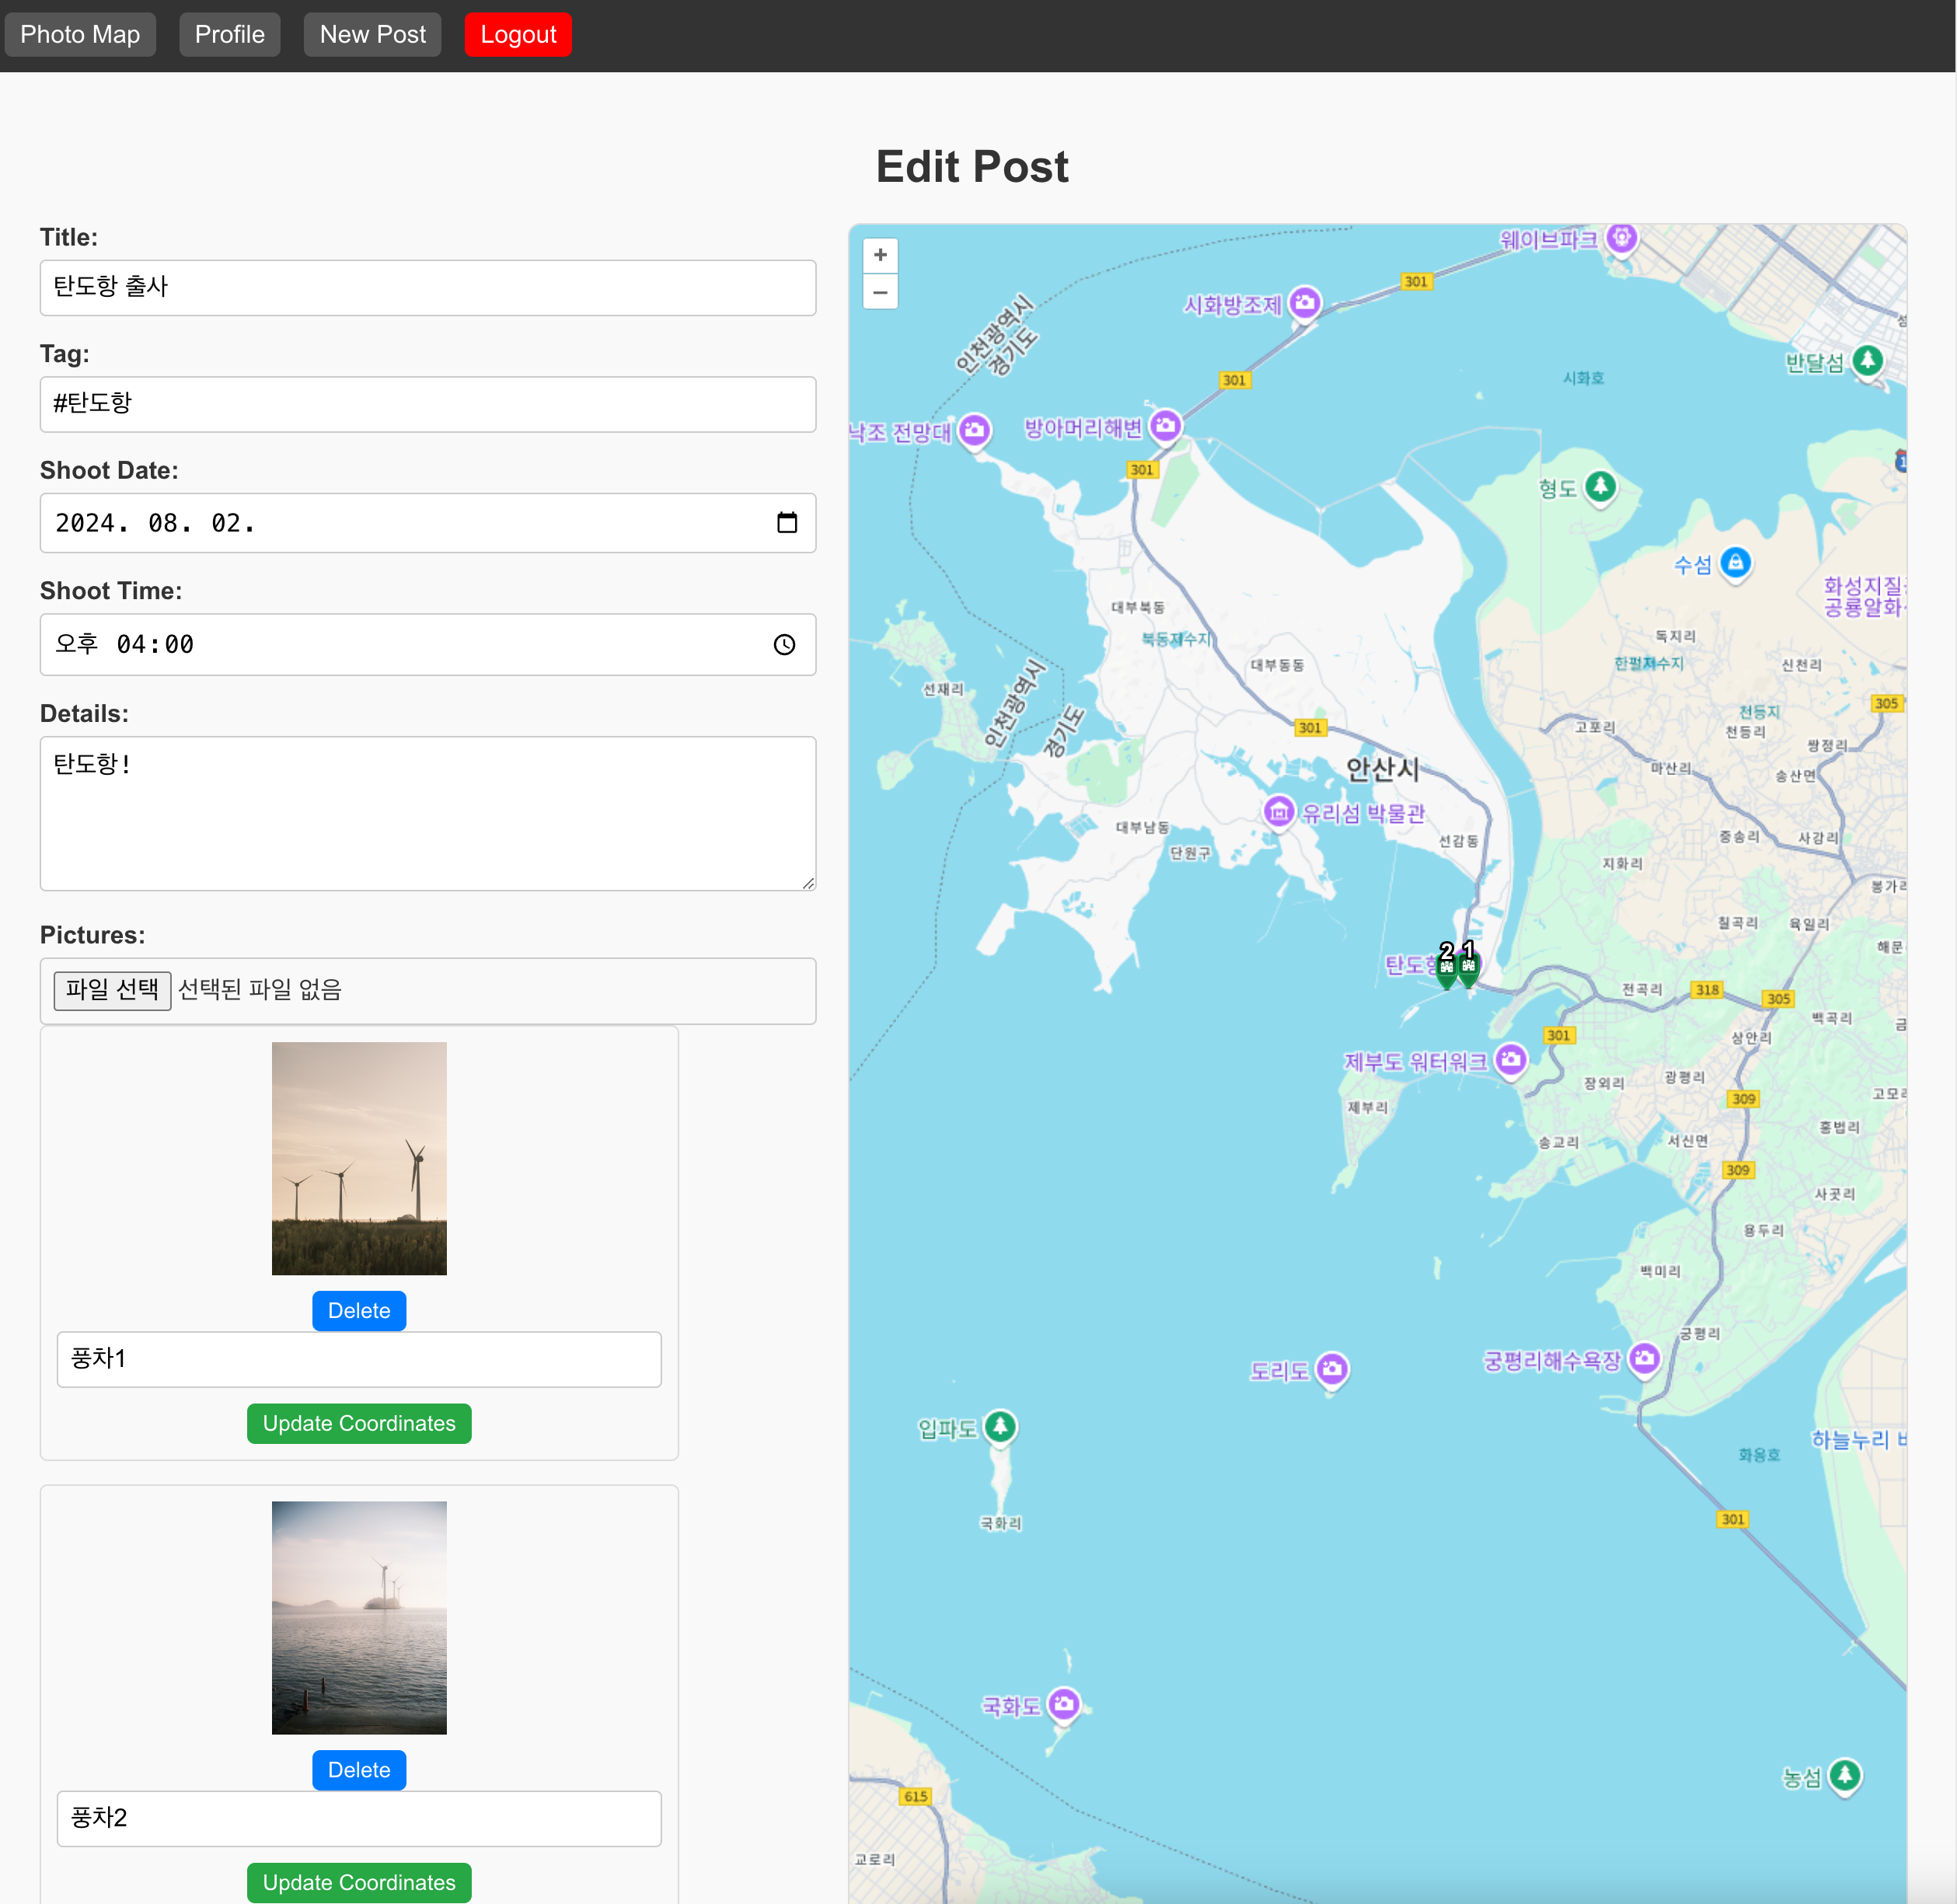 Photo Map
Profile
New Post
Logout
Edit Post
Title:
탄도항 출사
Tag:
#탄도항
Shoot Date:
2024. 08. 02.
Shoot Time:
오후 04:00
Details:
탄도항!
Pictures:
파일 선택 선택된 파일 없음
Delete
풍차1
Update Coordinates
Delete
풍차2
Update Coordinates
+
−
웨이브파크
301
시화방조제
인천광역시
경기도
301
시화호
반달섬
낙조 전망대
방아머리해변
301
형도
수섬
화성지질
공룡알화
대부북동
북동저수지
독지리
한펄저수지
신천리
대부동동
선재리
인천광역시
경기도
305
천등지
천등리
고포리
301
쌍정리
마산리
송산면
안산시
유리섬 박물관
대부남동
선감동
중송리
사강리
단원구
지화리
봉가리
칠곡리
육일리
해문
2
1
탄도항
전곡리
318
305
백곡리
301
상안리
제부도 워터워크
장외리
광평리
309
고모리
제부리
홍법리
송교리
서신면
309
사곳리
용두리
백미리
궁평리
도리도
궁평리해수욕장
입파도
하늘누리
화옹호
국화리
301
국화도
농섬
615
교로리